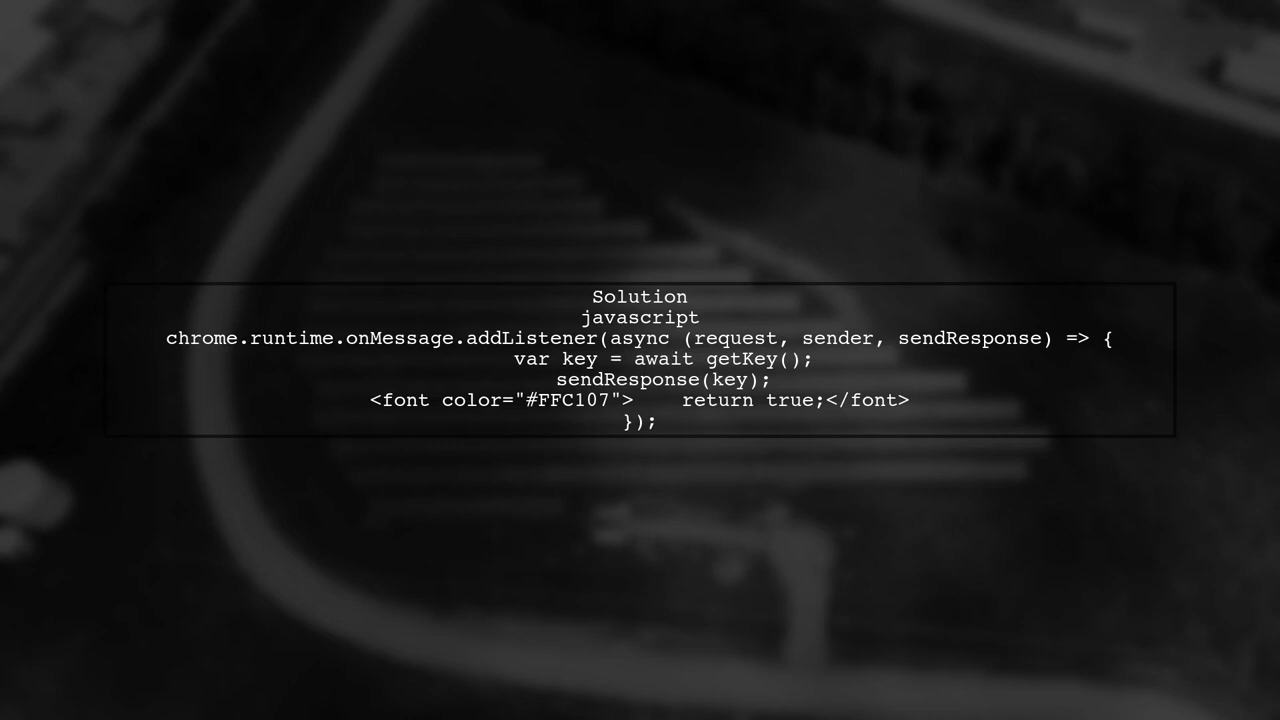 Solution
javascript
chrome.runtime.onMessage.addListener(async (request, sender, sendResponse) => {
    var key = await getKey();
    sendResponse(key);
<font color="#FFC107">    return true;</font>
});